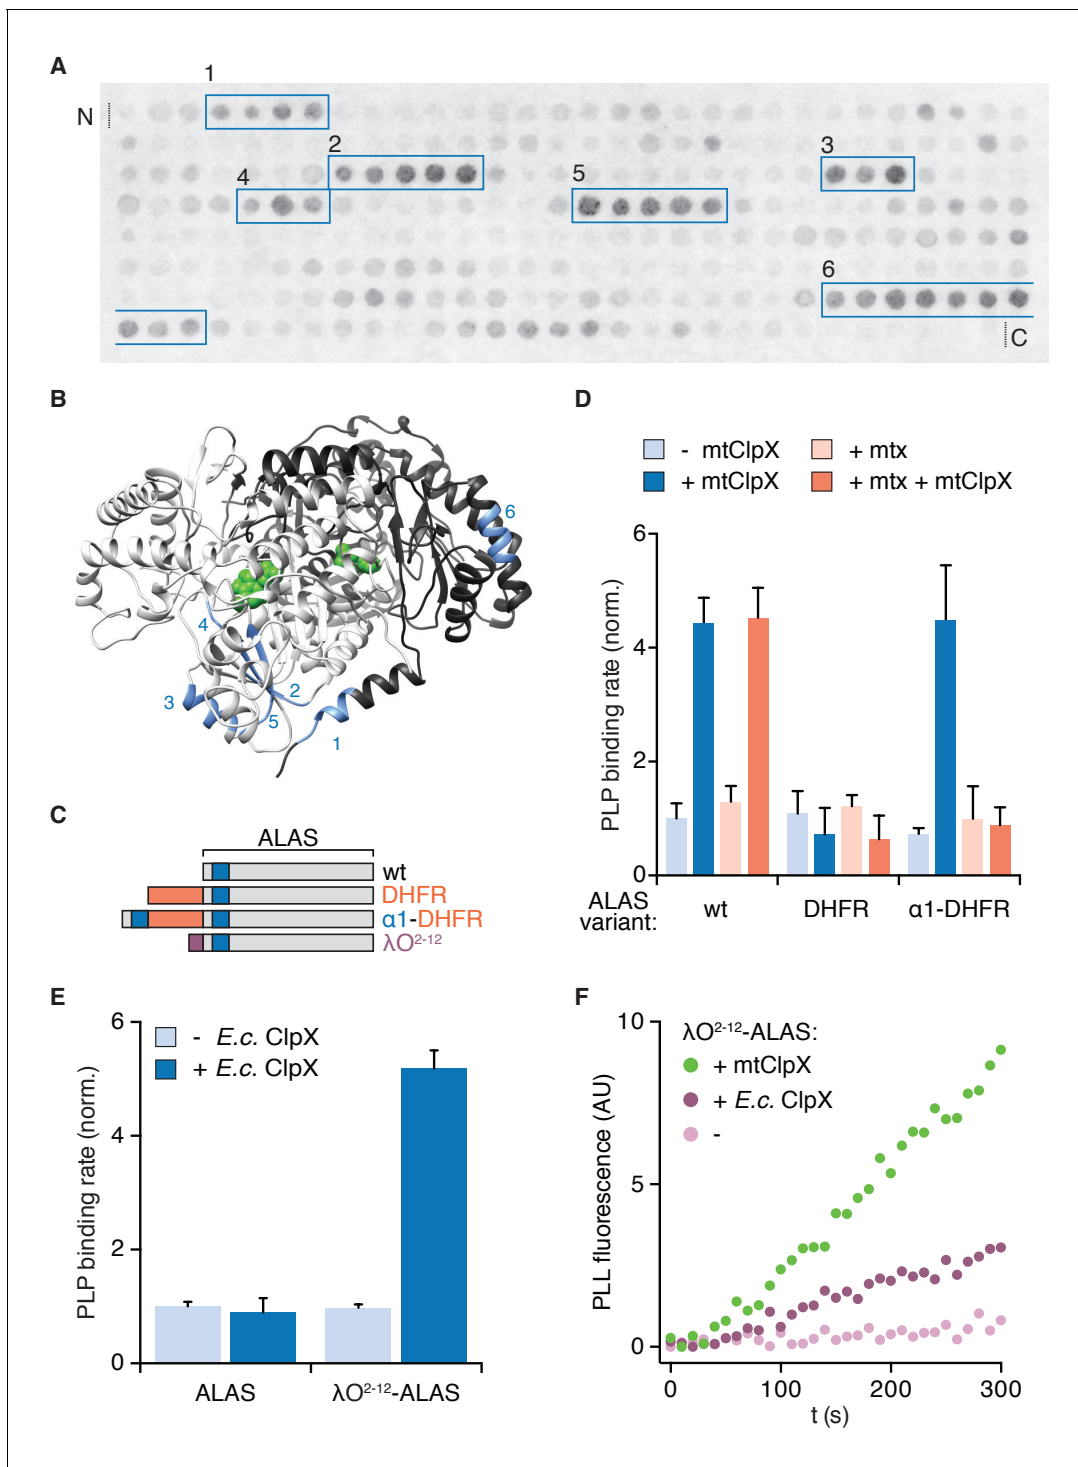 A
1
N
2
3
4
5
6
C
B
6
4
3
2
5
1
C
ALAS
wt
DHFR
α1-DHFR
λO2-12
D
- mtClpX
+ mtx
+ mtClpX
+ mtx + mtClpX
PLP binding rate (norm.)
6
4
2
0
ALAS variant:
wt
DHFR
α1-DHFR
E
- E.c. ClpX
+ E.c. ClpX
PLP binding rate (norm.)
6
4
2
0
ALAS
λO2-12-ALAS
F
λO2-12-ALAS:
+ mtClpX
+ E.c. ClpX
-
PLL fluorescence (AU)
10
5
0
0
100
200
300
t (s)